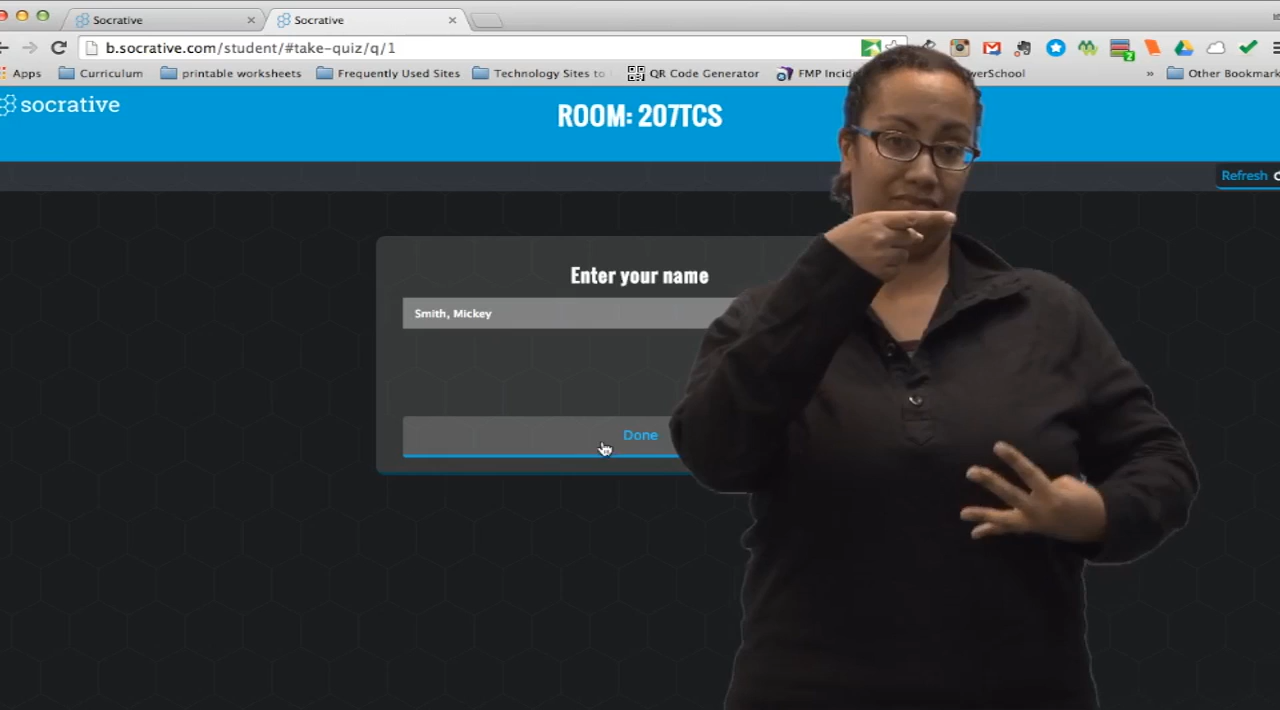 Socrative
Socrative
b.socrative.com/student/#take-quiz/q/1
Apps
Curriculum
printable worksheets
Frequently Used Sites
Technology Sites to
QR Code Generator
FMP Incid
werSchool
»
Other Bookmark
2
socrative
ROOM: 207TCS
Refresh
Enter your name
Smith, Mickey
Done